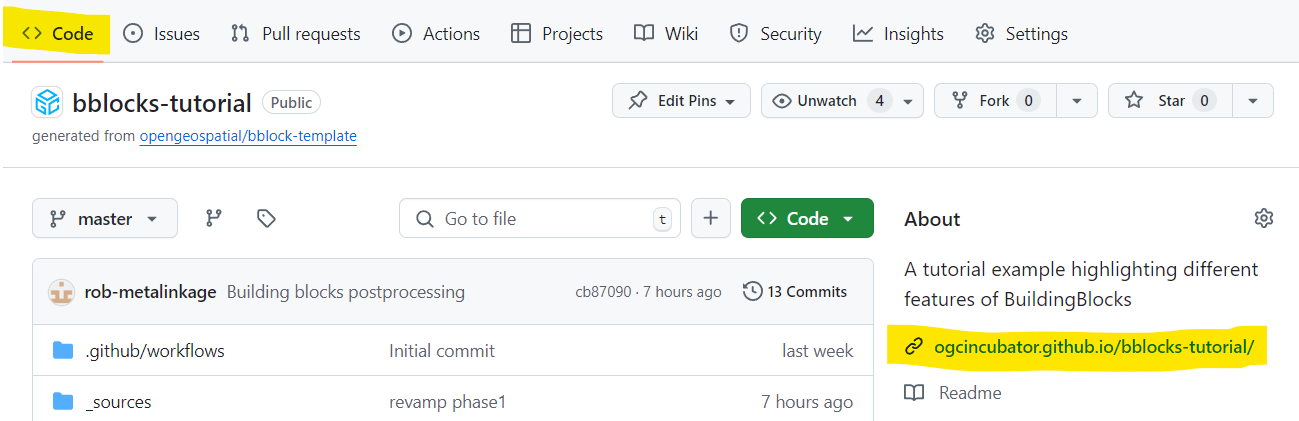 Code Issues Pull requests Actions Projects Wiki Security Insights Settings
bblocks-tutorial Public Edit Pins Unwatch 4 Fork 0 Star 0
generated from opengeospatial/bblock-template
master Go to file t Code
About
A tutorial example highlighting different
features of BuildingBlocks
ogcincubator.github.io/bblocks-tutorial/
Readme
rob-metalinkage Building blocks postprocessing cb87090 · 7 hours ago 13 Commits
.github/workflows Initial commit last week
_sources revamp phase1 7 hours ago